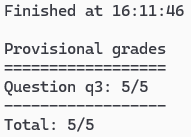 Finished at 16:11:46
Provisional grades
==================
Question q3: 5/5
------------------
Total: 5/5